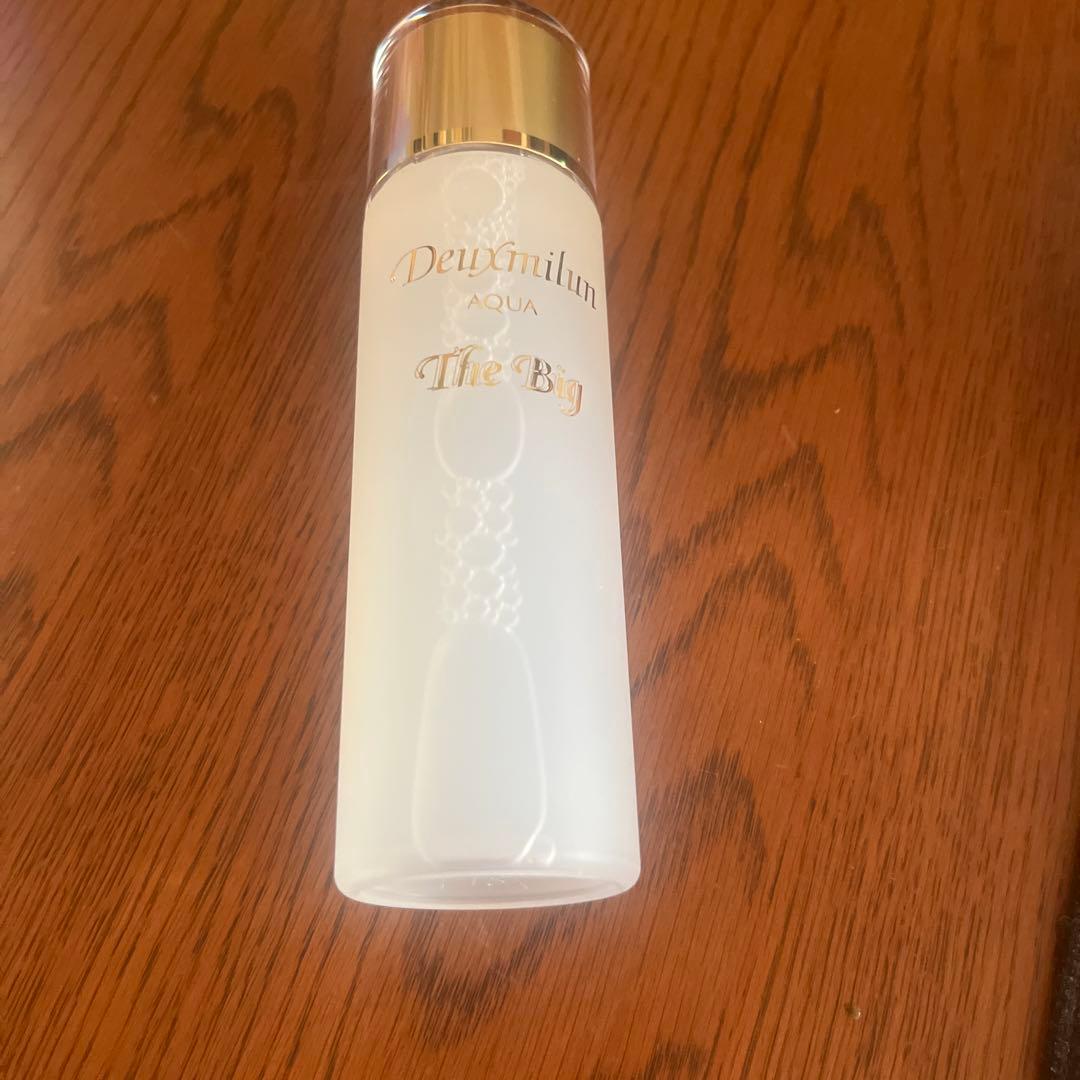 Deuxmilun
AQUA
The Big